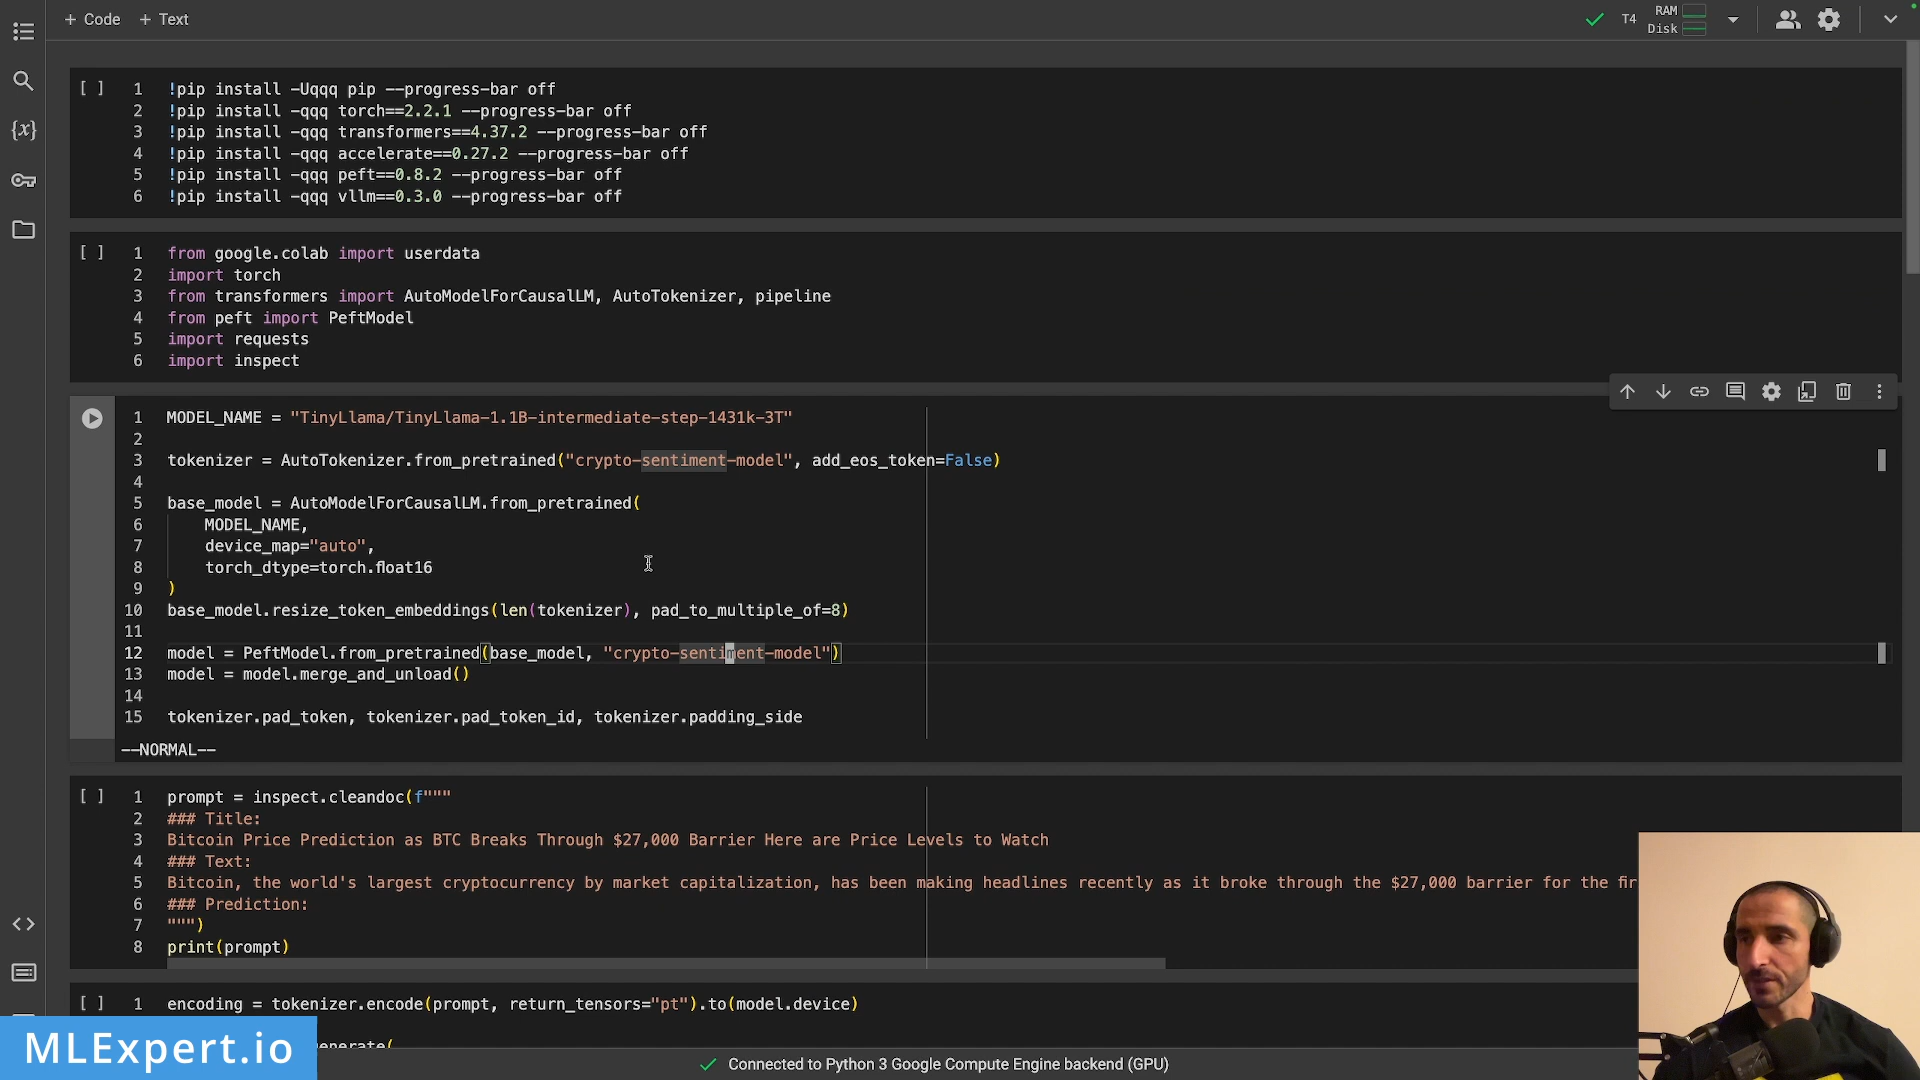 + Code + Text
T4 RAM
Disk
[ ] 1 !pip install -Uqqq pip --progress-bar off
2 !pip install -qqq torch==2.2.1 --progress-bar off
3 !pip install -qqq transformers==4.37.2 --progress-bar off
4 !pip install -qqq accelerate==0.27.2 --progress-bar off
5 !pip install -qqq peft==0.8.2 --progress-bar off
6 !pip install -qqq vllm==0.3.0 --progress-bar off
[ ] 1 from google.colab import userdata
2 import torch
3 from transformers import AutoModelForCausalLM, AutoTokenizer, pipeline
4 from peft import PeftModel
5 import requests
6 import inspect
1 MODEL_NAME = "TinyLlama/TinyLlama-1.1B-intermediate-step-1431k-3T"
2
3 tokenizer = AutoTokenizer.from_pretrained("crypto-sentiment-model", add_eos_token=False)
4
5 base_model = AutoModelForCausalLM.from_pretrained(
6 MODEL_NAME,
7 device_map="auto",
8 torch_dtype=torch.float16
9 )
10 base_model.resize_token_embeddings(len(tokenizer), pad_to_multiple_of=8)
11
12 model = PeftModel.from_pretrained(base_model, "crypto-sentiment-model")
13 model = model.merge_and_unload()
14
15 tokenizer.pad_token, tokenizer.pad_token_id, tokenizer.padding_side
--NORMAL--
[ ] 1 prompt = inspect.cleandoc(f"""
2 ### Title:
3 Bitcoin Price Prediction as BTC Breaks Through $27,000 Barrier Here are Price Levels to Watch
4 ### Text:
5 Bitcoin, the world's largest cryptocurrency by market capitalization, has been making headlines recently as it broke through the $27,000 barrier for the fir
6 ### Prediction:
7 """)
8 print(prompt)
[ ] 1 encoding = tokenizer.encode(prompt, return_tensors="pt").to(model.device)
enerate(
MLExpert.io
Connected to Python 3 Google Compute Engine backend (GPU)